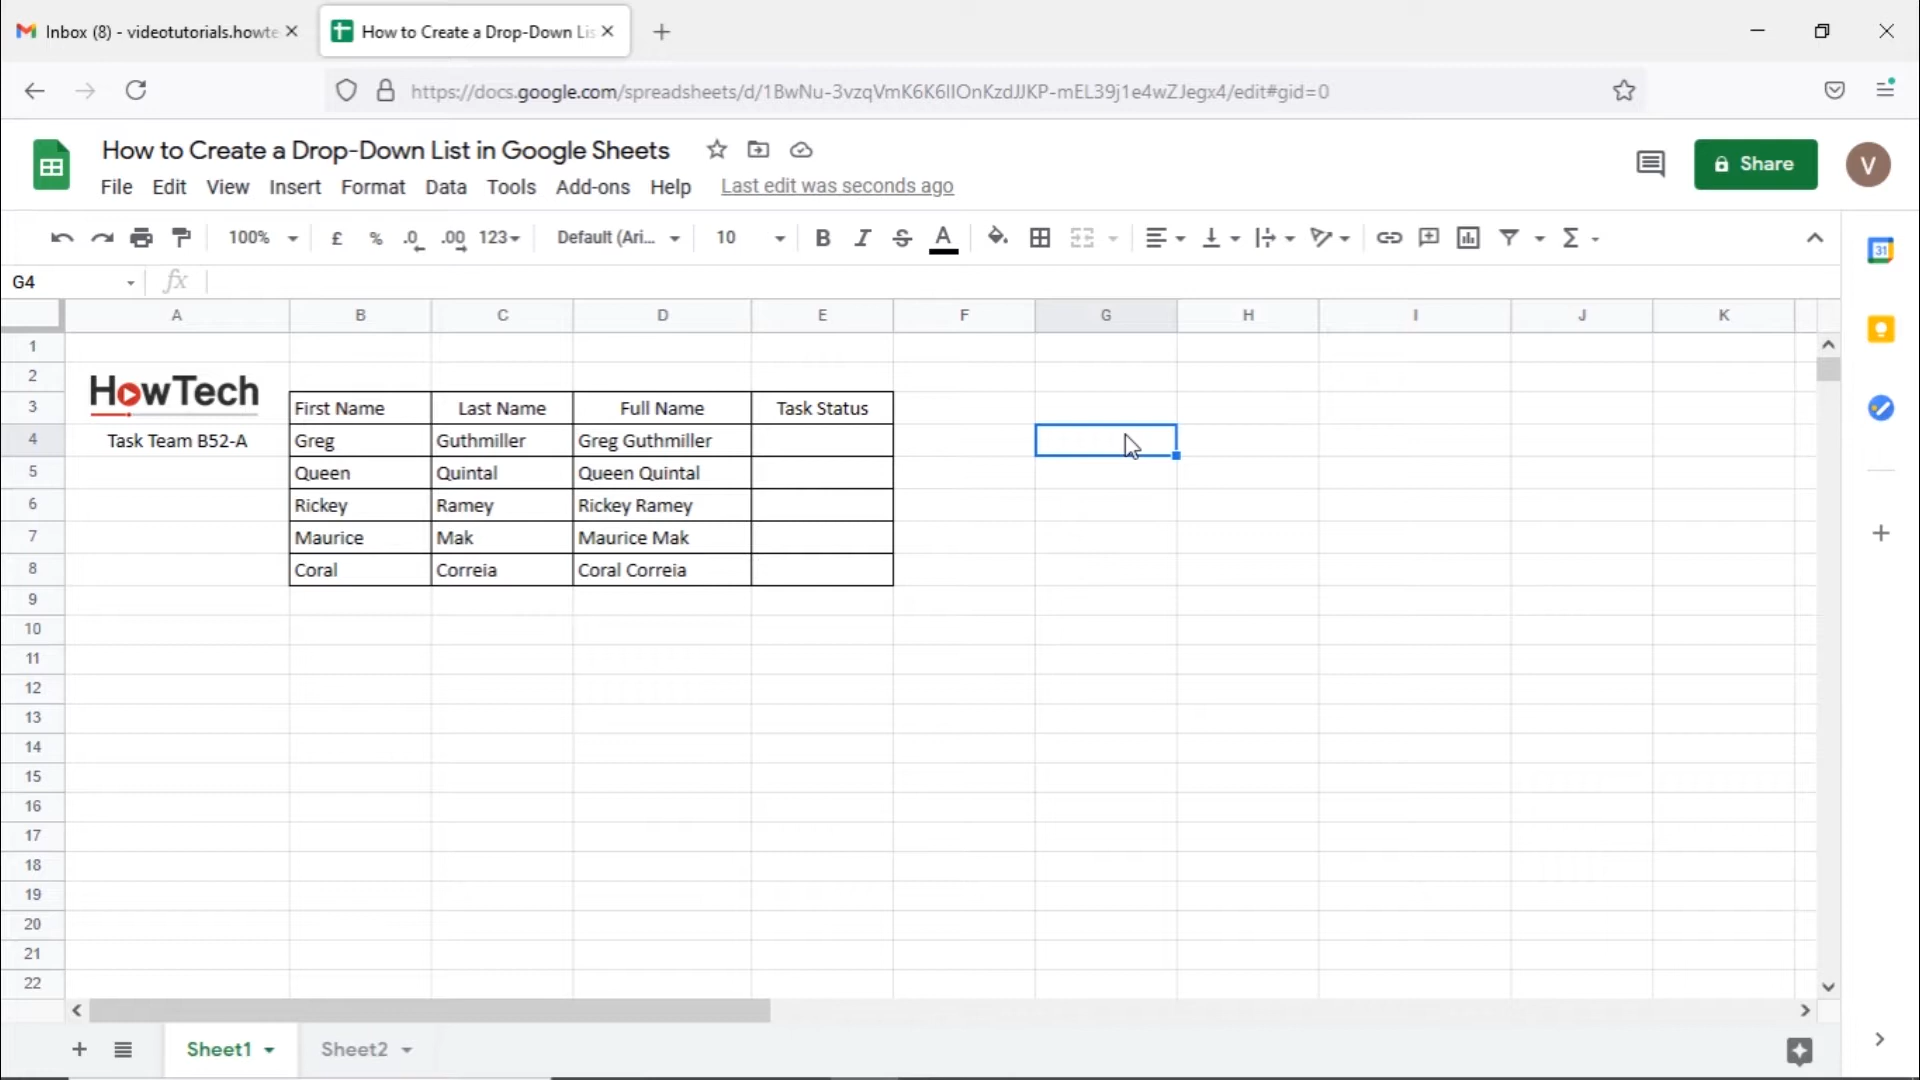 Inbox (8) - videotutorials.howte
How to Create a Drop-Down Lis
https://docs.google.com/spreadsheets/d/1BwNu-3vzqVmK6K6lIOnKzdJJKP-mEL39j1e4wZJegx4/edit#gid=0
How to Create a Drop-Down List in Google Sheets
File Edit View Insert Format Data Tools Add-ons Help Last edit was seconds ago
Share
V
100% £ % .0 .00 123 Default (Ari... 10 B I S A Σ
31
G4 fx
A B C D E F G H I J K
1
2
HowTech
3 First Name Last Name Full Name Task Status
4 Task Team B52-A Greg Guthmiller Greg Guthmiller
5 Queen Quintal Queen Quintal
6 Rickey Ramey Rickey Ramey
7 Maurice Mak Maurice Mak
8 Coral Correia Coral Correia
9
10
11
12
13
14
15
16
17
18
19
20
21
22
Sheet1 Sheet2